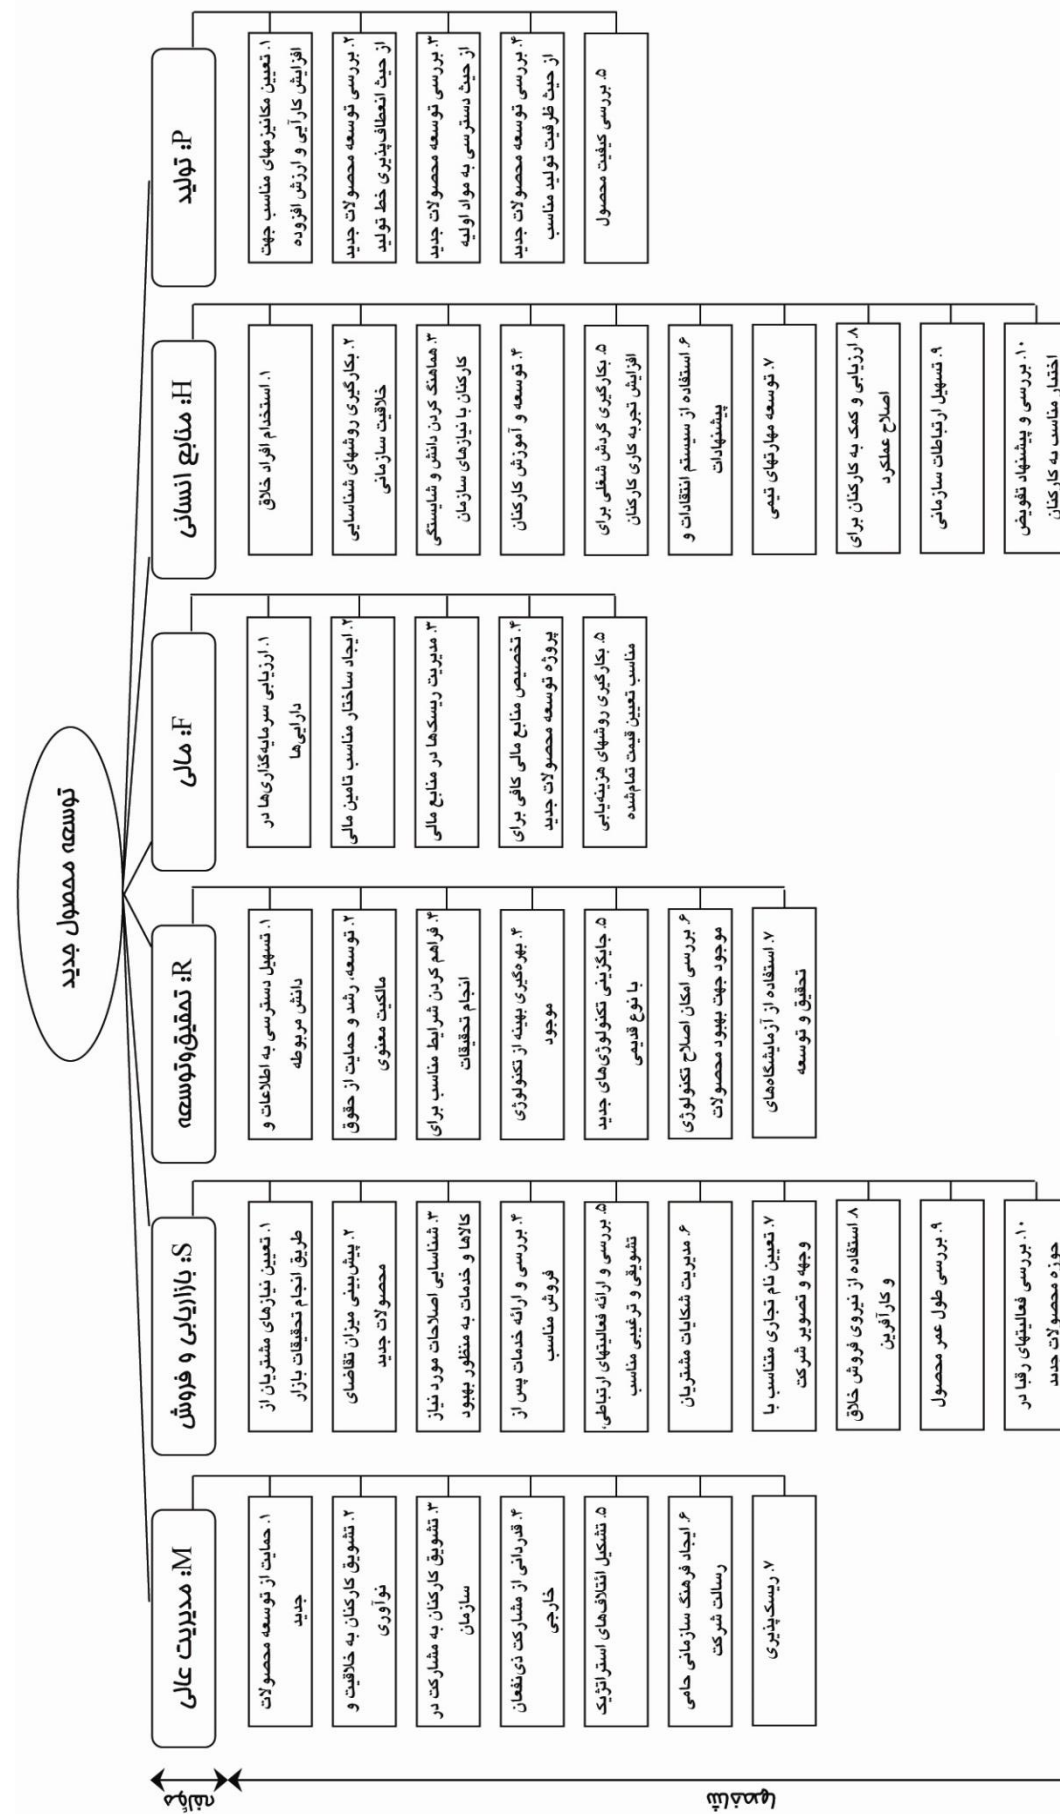 توسعه محصول جدید
مؤلفه
شاخصها
P: تولید
۱. تعیین مکانیزمهای مناسب جهت
افزایش کارآیی و ارزش افزوده
۲. بررسی توسعه محصولات جدید
از حیث انعطاف‌پذیری خط تولید
۳. بررسی توسعه محصولات جدید
از حیث دسترسی به مواد اولیه
۴. بررسی توسعه محصولات جدید
از حیث ظرفیت تولید مناسب
۵. بررسی کیفیت محصول
H: منابع انسانی
۱. استخدام افراد خلاق
۲. بکارگیری روشهای شناسایی
خلاقیت سازمانی
۳. هماهنگ کردن دانش و شایستگی
کارکنان با نیازهای سازمان
۴. توسعه و آموزش کارکنان
۵. بکارگیری گردش شغلی برای
افزایش تجربه کاری کارکنان
۶. استفاده از سیستم انتقادات و
پیشنهادات
۷. توسعه مهارتهای تیمی
۸. ارزیابی و کمک به کارکنان برای
اصلاح عملکرد
۹. تسهیل ارتباطات سازمانی
۱۰. بررسی و پیشنهاد تفویض
اختیار مناسب به کارکنان
F: مالی
۱. ارزیابی سرمایه‌گذاری‌ها در
دارایی‌ها
۲. ایجاد ساختار مناسب تامین مالی
۳. مدیریت ریسک‌ها در منابع مالی
۴. تخصیص منابع مالی کافی برای
پروژه توسعه محصولات جدید
۵. بکارگیری روشهای هزینه‌یابی
مناسب تعیین قیمت تمام‌شده
R: تحقیق‌وتوسعه
۱. تسهیل دسترسی به اطلاعات و
دانش مربوطه
۲. توسعه، رشد و حمایت از حقوق
مالکیت معنوی
۳. فراهم کردن شرایط مناسب برای
انجام تحقیقات
۴. بهره‌گیری بهینه از تکنولوژی
موجود
۵. جایگزینی تکنولوژی‌های جدید
با نوع قدیمی
۶. بررسی امکان اصلاح تکنولوژی
موجود جهت بهبود محصولات
۷. استفاده از آزمایشگاه‌های
تحقیق و توسعه
S: بازاریابی و فروش
۱. تعیین نیازهای مشتریان از
طریق انجام تحقیقات بازار
۲. پیش‌بینی میزان تقاضای
محصولات جدید
۳. شناسایی اصلاحات مورد نیاز
کالاها و خدمات به منظور بهبود
۴. بررسی و ارائه خدمات پس از
فروش مناسب
۵. بررسی و ارائه فعالیتهای ارتباطی،
تشویقی و ترغیبی مناسب
۶. مدیریت شکایات مشتریان
۷. تعیین نام تجاری متناسب با
وجهه و تصویر شرکت
۸. استفاده از نیروی فروش خلاق
و کارآفرین
۹. بررسی طول عمر محصول
۱۰. بررسی فعالیتهای رقبا در
حوزه محصولات جدید
M: مدیریت عالی
۱. حمایت از توسعه محصولات
جدید
۲. تشویق کارکنان به خلاقیت و
نوآوری
۳. تشویق کارکنان به مشارکت در
سازمان
۴. قدردانی از مشارکت ذی‌نفعان
خارجی
۵. تشکیل ائتلاف‌های استراتژیک
۶. ایجاد فرهنگ سازمانی حامی
رسالت شرکت
۷. ریسک‌پذیری